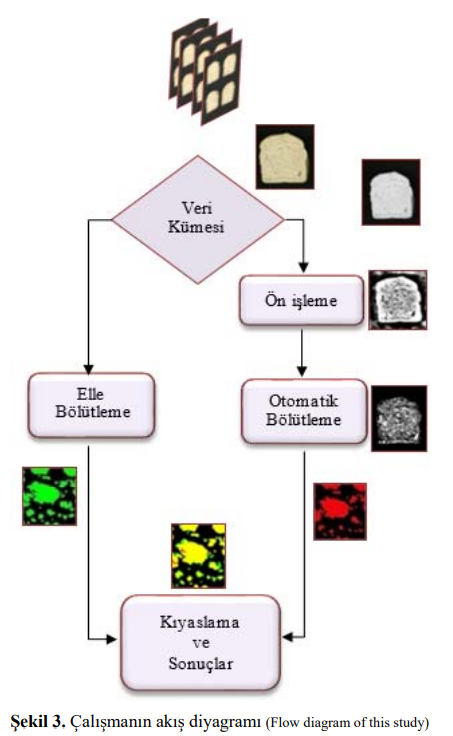 Veri
Kümesi
Ön işleme
Elle
Bölütleme
Otomatik
Bölütleme
Kıyaslama
ve
Sonuçlar
Şekil 3. Çalışmanın akış diyagramı (Flow diagram of this study)